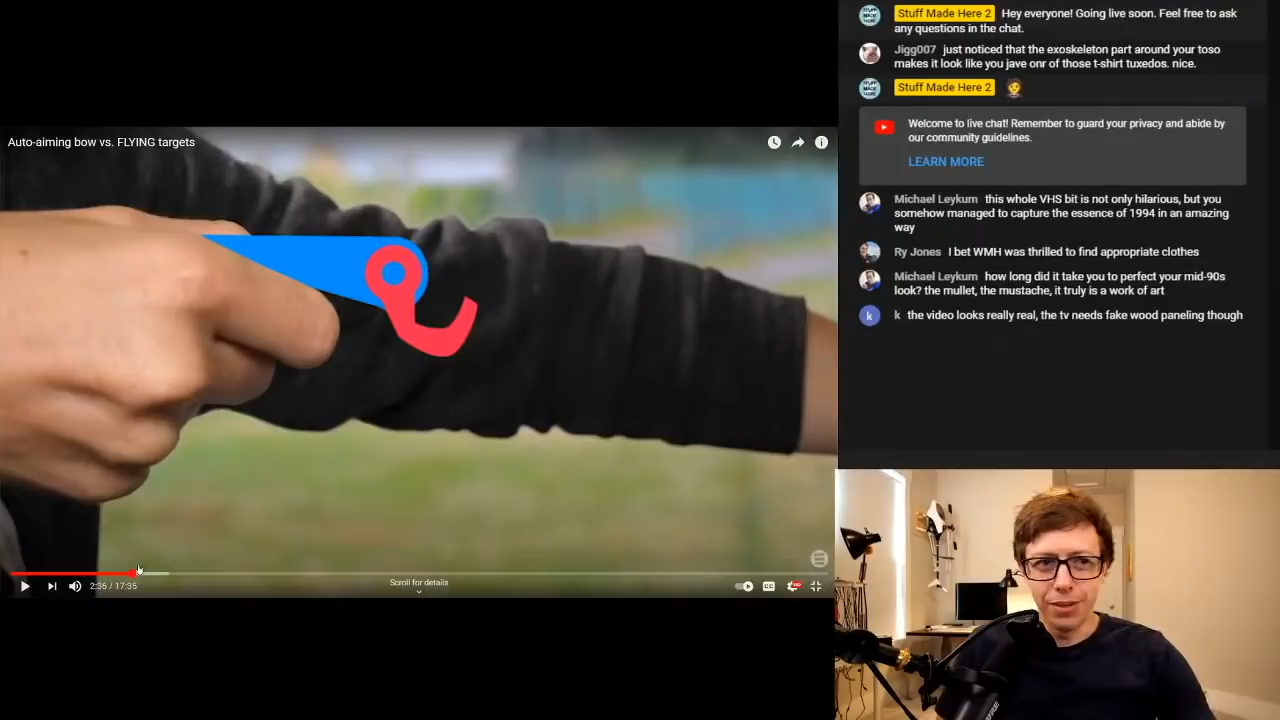 Auto-aiming bow vs. FLYING targets
2:36 / 17:35
Scroll for details
CC
HD
Stuff Made Here 2 Hey everyone! Going live soon. Feel free to ask
any questions in the chat.
Jigg007 just noticed that the exoskeleton part around your toso
makes it look like you jave onr of those t-shirt tuxedos. nice.
STUFF MADE HERE
Stuff Made Here 2
Welcome to live chat! Remember to guard your privacy and abide by
our community guidelines.
LEARN MORE
Michael Leykum this whole VHS bit is not only hilarious, but you
somehow managed to capture the essence of 1994 in an amazing
way
Ry Jones I bet WMH was thrilled to find appropriate clothes
Michael Leykum how long did it take you to perfect your mid-90s
look? the mullet, the mustache, it truly is a work of art
k k the video looks really real, the tv needs fake wood paneling though